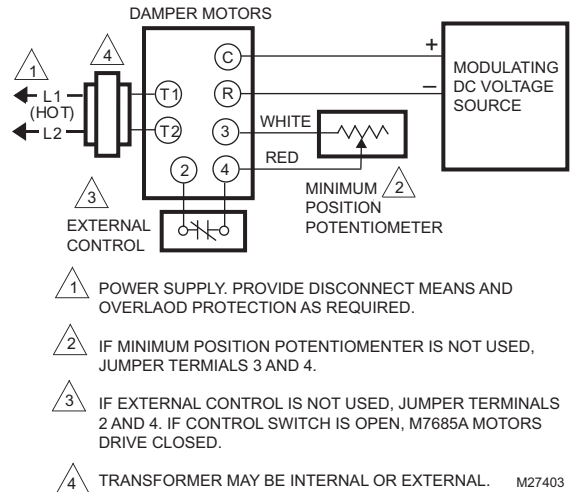 DAMPER MOTORS
1
4
L1
(HOT)
L2
T1
T2
C
R
3
4
2
+
–
MODULATING
DC VOLTAGE
SOURCE
WHITE
RED
MINIMUM
POSITION
POTENTIOMETER
2
3
EXTERNAL
CONTROL
1 POWER SUPPLY. PROVIDE DISCONNECT MEANS AND
OVERLAOD PROTECTION AS REQUIRED.
2 IF MINIMUM POSITION POTENTIOMENTER IS NOT USED,
JUMPER TERMIALS 3 AND 4.
3 IF EXTERNAL CONTROL IS NOT USED, JUMPER TERMINALS
2 AND 4. IF CONTROL SWITCH IS OPEN, M7685A MOTORS
DRIVE CLOSED.
4 TRANSFORMER MAY BE INTERNAL OR EXTERNAL. M27403